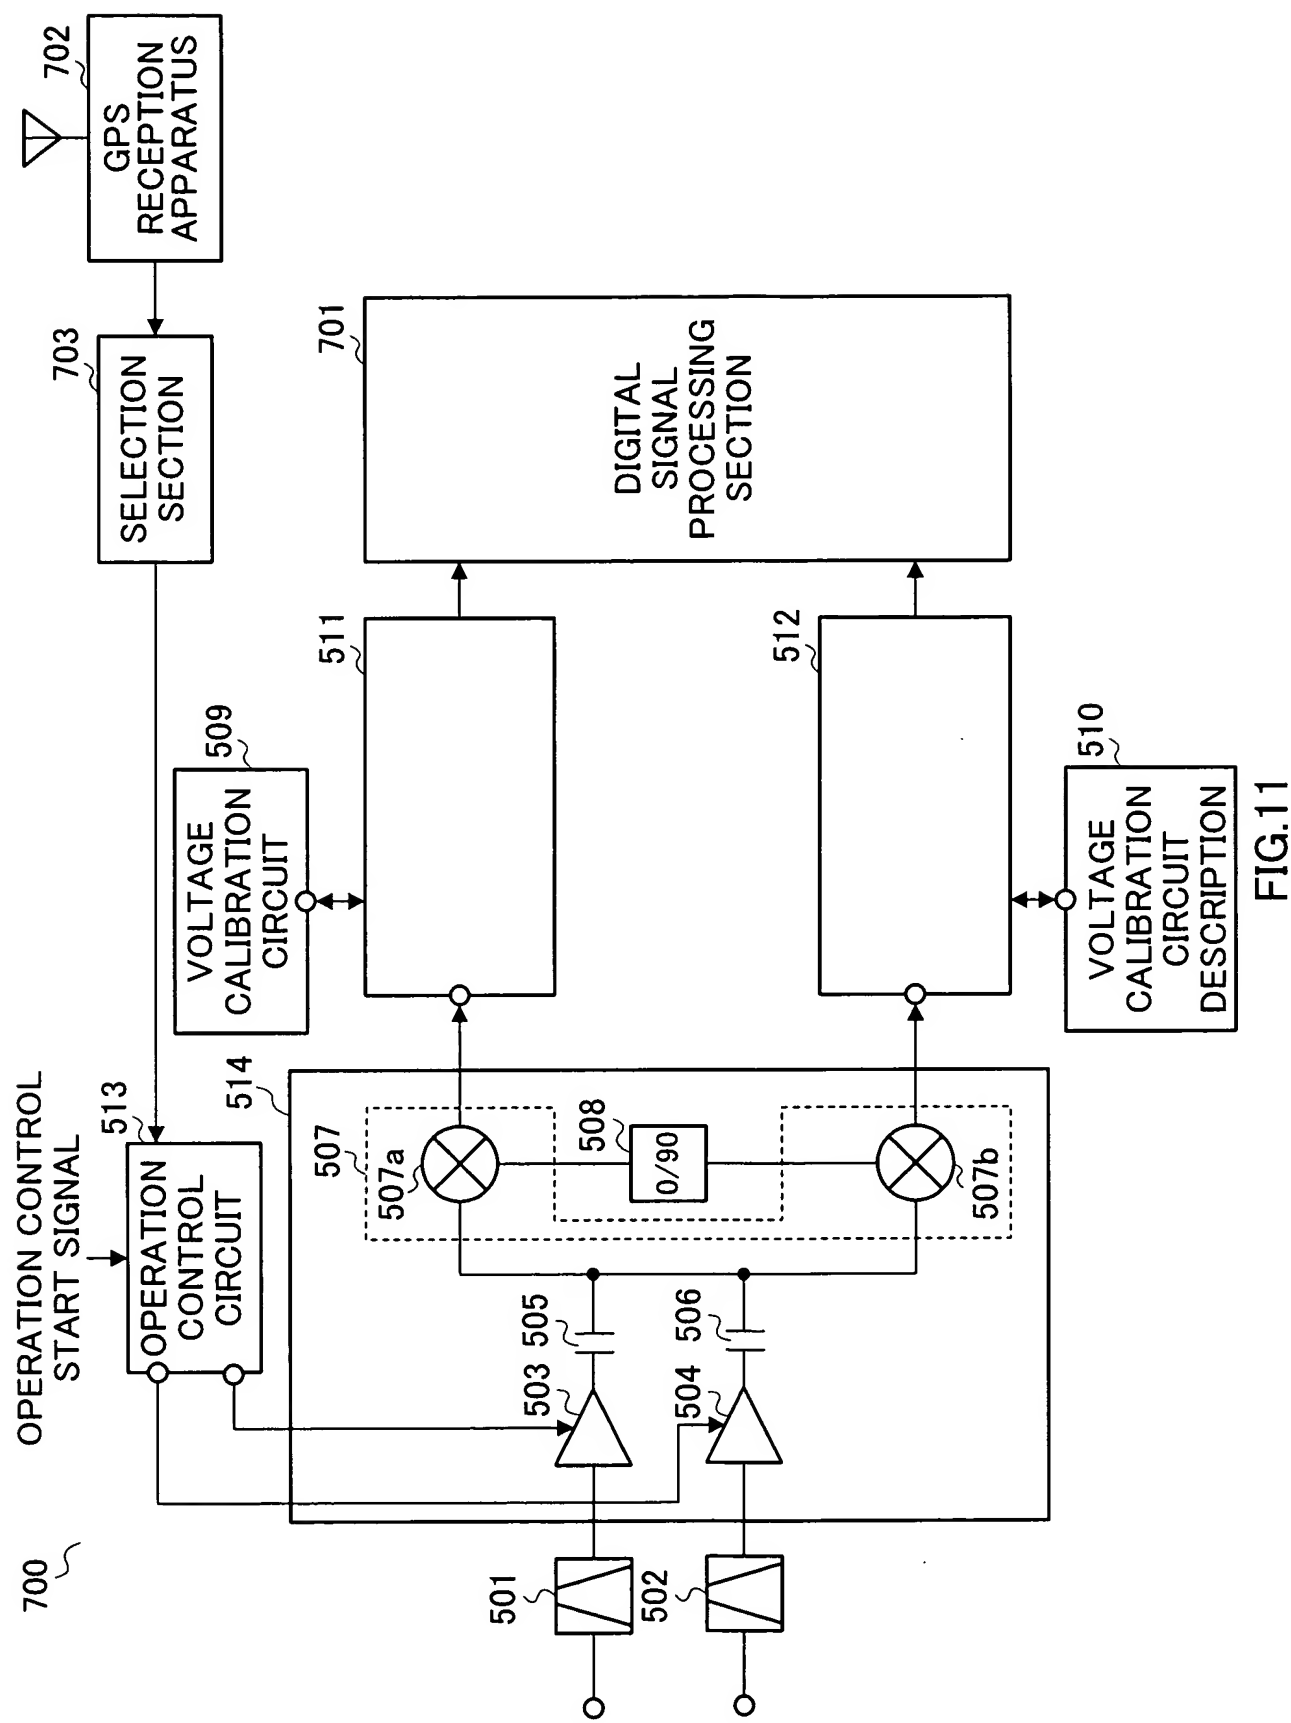 700
OPERATION CONTROL
START SIGNAL
513
OPERATION
CONTROL
CIRCUIT
703
SELECTION
SECTION
702
GPS
RECEPTION
APPARATUS
509
VOLTAGE
CALIBRATION
CIRCUIT
514
507
507a
508
0/90
507b
501
502
503
504
505
506
511
512
701
DIGITAL
SIGNAL
PROCESSING
SECTION
510
VOLTAGE
CALIBRATION
CIRCUIT
DESCRIPTION
FIG.11